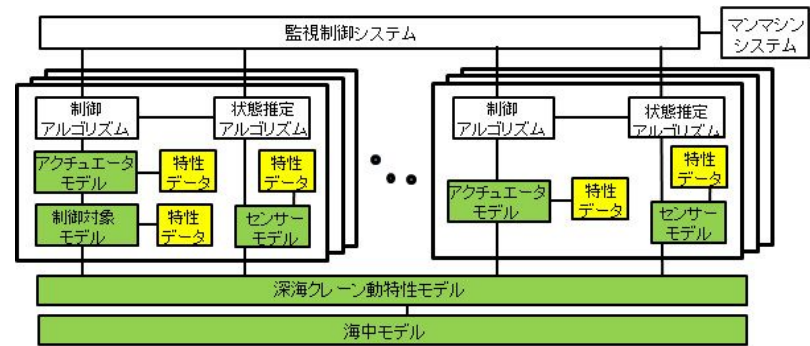 監視制御システム
マンマシン
システム
制御
アルゴリズム
状態推定
アルゴリズム
アクチュエータ
モデル
特性
データ
特性
データ
制御対象
モデル
特性
データ
センサーモデル
制御
アルゴリズム
状態推定
アルゴリズム
特性
データ
アクチュエータ
モデル
特性
データ
センサー
モデル
深海クレーン動特性モデル
海中モデル